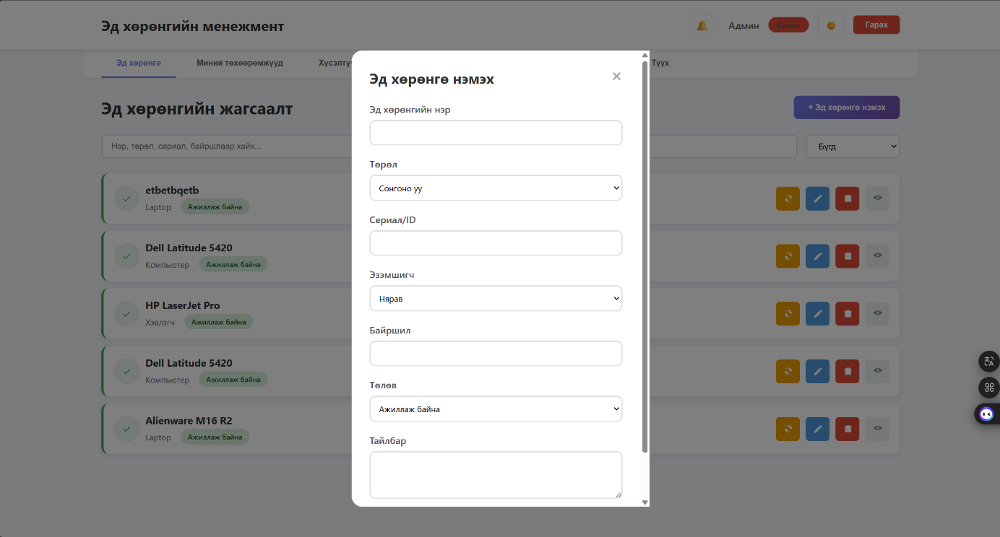 Эд хөрөнгийн менежмент
Админ
Админ
Гарах
Эд хөрөнгө
Миний төхөөрөмжүүд
Түүх
Эд хөрөнгийн жагсаалт
+ Эд хөрөнгө нэмэх
Нэр, төрөл, сериал, байршлаар хайх...
Бүгд
etbetbqetb
Laptop
Ажиллаж байна
Dell Latitude 5420
Компьютер
Ажиллаж байна
HP LaserJet Pro
Хэвлэгч
Ажиллаж байна
Dell Latitude 5420
Компьютер
Ажиллаж байна
Alienware M16 R2
Laptop
Ажиллаж байна
Эд хөрөнгө нэмэх
Эд хөрөнгийн нэр
Төрөл
Сонгоно уу
Сериал/ID
Эзэмшигч
Нярав
Байршил
Төлөв
Ажиллаж байна
Тайлбар